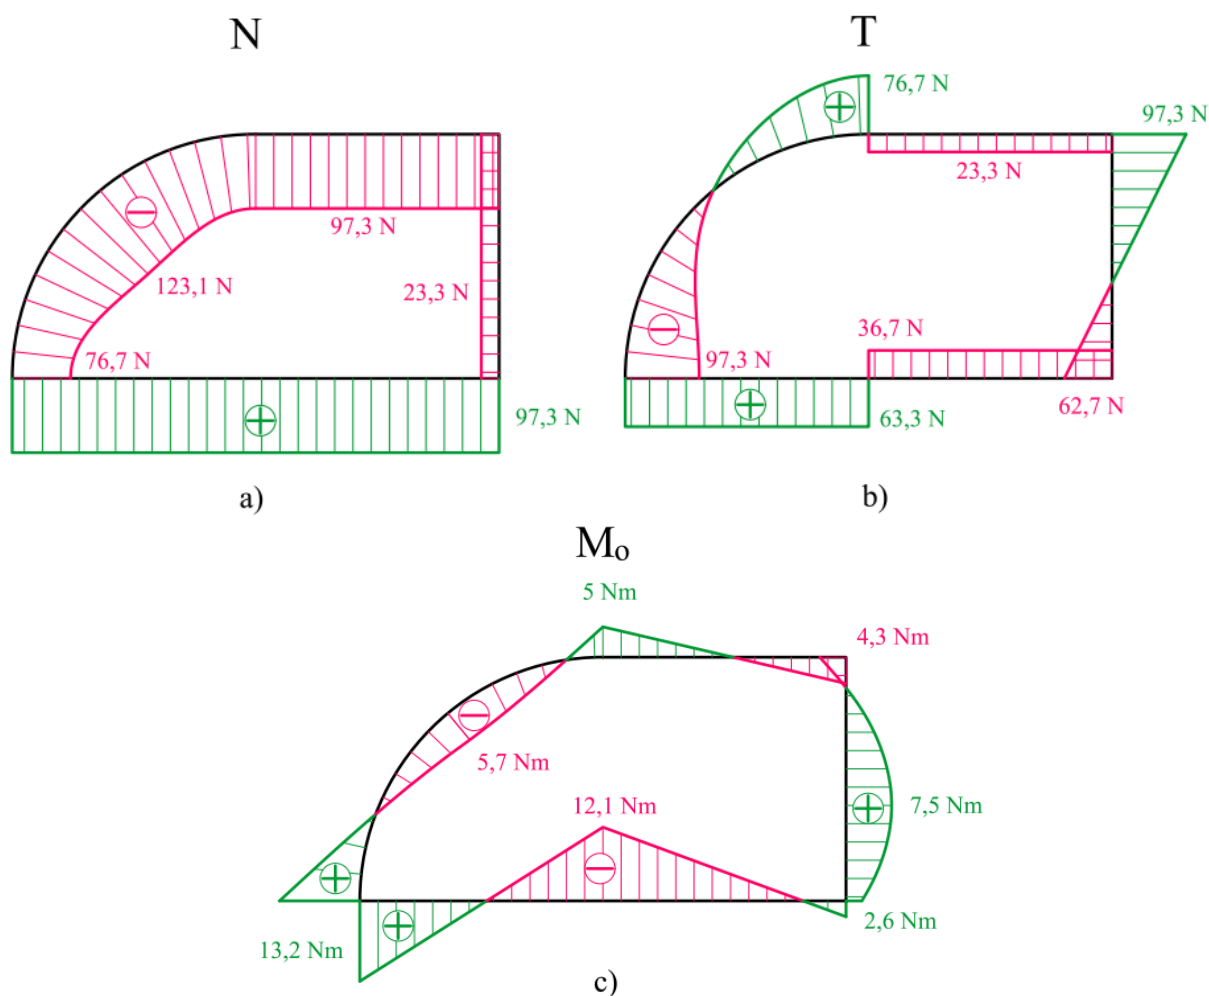 N
T
76,7 N
97,3 N
23,3 N
97,3 N
123,1 N
23,3 N
76,7 N
36,7 N
97,3 N
97,3 N
63,3 N
62,7 N
a)
b)
Mₒ
5 Nm
4,3 Nm
5,7 Nm
12,1 Nm
7,5 Nm
13,2 Nm
2,6 Nm
c)